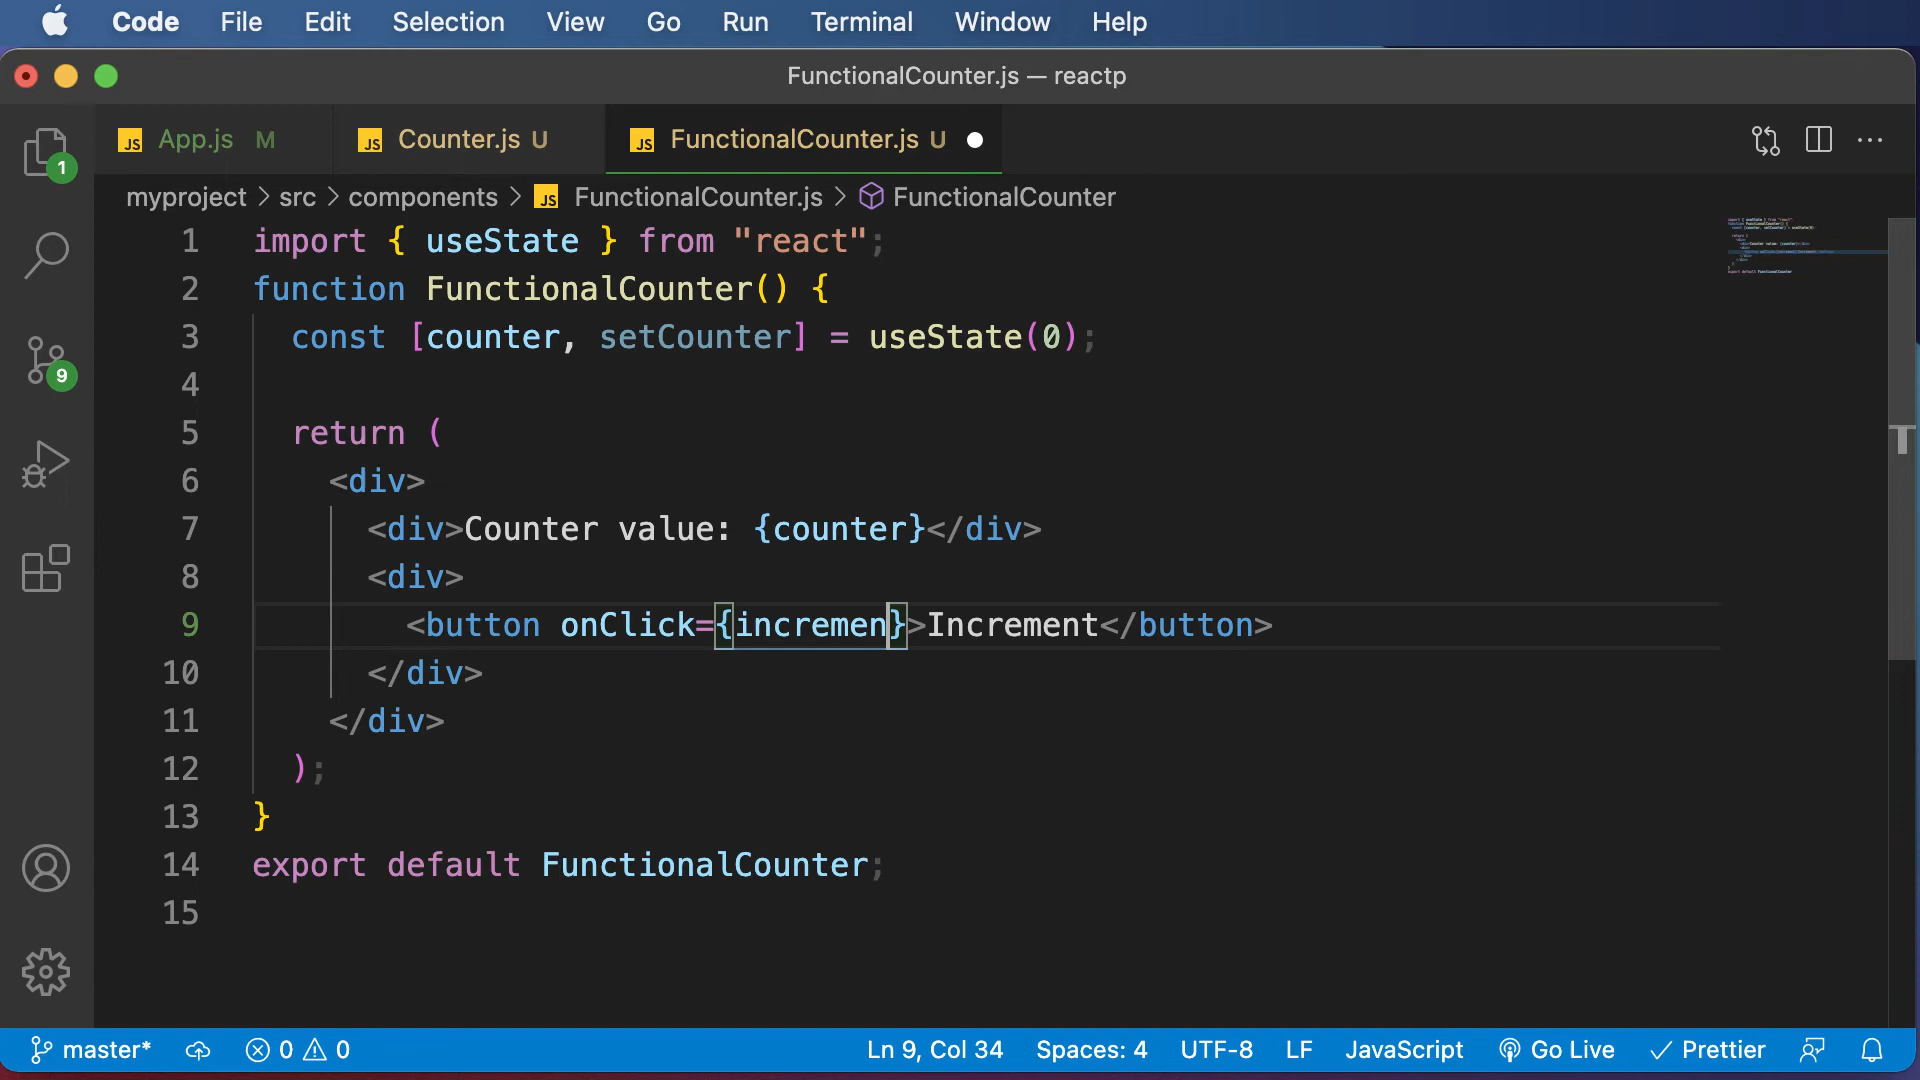 Code File Edit Selection View Go Run Terminal Window Help
FunctionalCounter.js — reactp
JS App.js M JS Counter.js U JS FunctionalCounter.js U
myproject > src > components > JS FunctionalCounter.js > FunctionalCounter
1
9
1 import { useState } from "react";
2 function FunctionalCounter() {
3 const [counter, setCounter] = useState(0);
4
5 return (
6 <div>
7 <div>Counter value: {counter}</div>
8 <div>
9 <button onClick={incremen}>Increment</button>
10 </div>
11 </div>
12 );
13 }
14 export default FunctionalCounter;
15
master* 0 0 Ln 9, Col 34 Spaces: 4 UTF-8 LF JavaScript Go Live Prettier